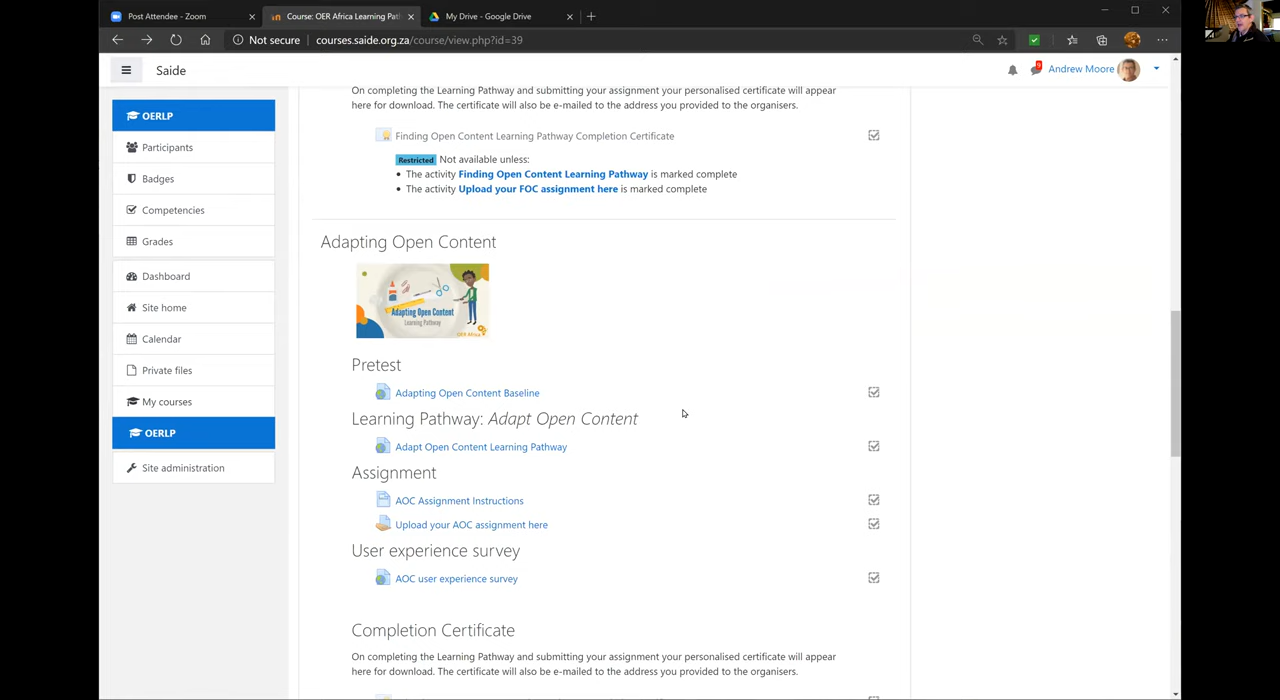 Post Attendee - Zoom
Course: OER Africa Learning Pat
My Drive - Google Drive
Not secure
courses.saide.org.za/course/view.php?id=39
Saide
Andrew Moore
OERLP
Participants
Badges
Competencies
Grades
Dashboard
Site home
Calendar
Private files
My courses
OERLP
Site administration
On completing the Learning Pathway and submitting your assignment your personalised certificate will appear
here for download. The certificate will also be e-mailed to the address you provided to the organisers.
Finding Open Content Learning Pathway Completion Certificate
Restricted Not available unless:
• The activity Finding Open Content Learning Pathway is marked complete
• The activity Upload your FOC assignment here is marked complete
Adapting Open Content
Adapting Open Content
Learning Pathway
OER Africa
Pretest
Adapting Open Content Baseline
Learning Pathway: Adapt Open Content
Adapt Open Content Learning Pathway
Assignment
AOC Assignment Instructions
Upload your AOC assignment here
User experience survey
AOC user experience survey
Completion Certificate
On completing the Learning Pathway and submitting your assignment your personalised certificate will appear
here for download. The certificate will also be e-mailed to the address you provided to the organisers.